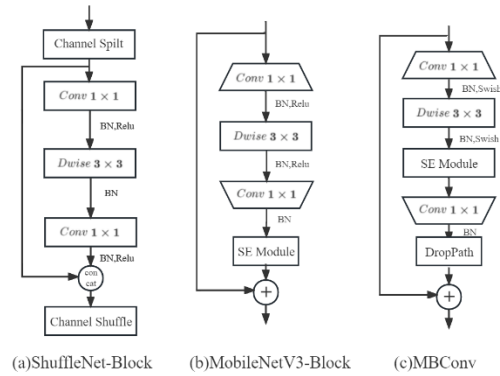 Channel Spilt
Conv 1 × 1
BN,Relu
Dwise 3 × 3
BN
Conv 1 × 1
BN,Relu
con
cat
Channel Shuffle
(a)ShuffleNet-Block
Conv 1 × 1
BN,Relu
Dwise 3 × 3
BN,Relu
Conv 1 × 1
BN
SE Module
+
(b)MobileNetV3-Block
Conv 1 × 1
BN,Swish
Dwise 3 × 3
BN,Swish
SE Module
Conv 1 × 1
BN
DropPath
+
(c)MBConv